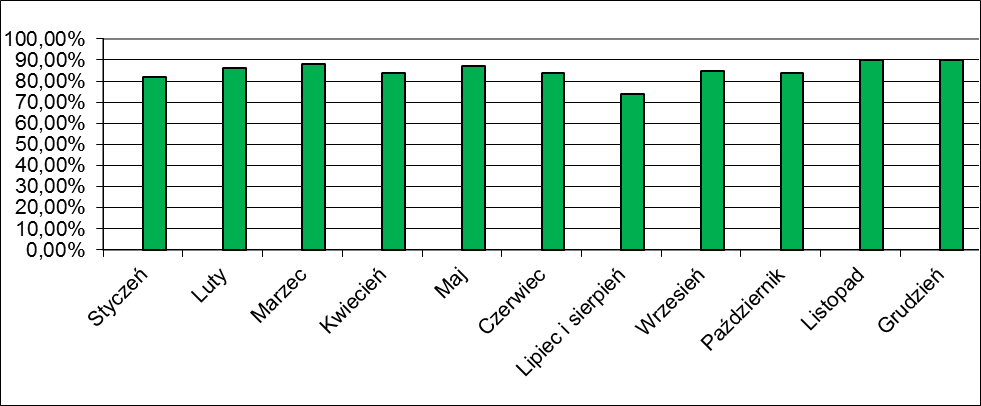 100,00%
90,00%
80,00%
70,00%
60,00%
50,00%
40,00%
30,00%
20,00%
10,00%
0,00%
Styczeń
Luty
Marzec
Kwiecień
Maj
Czerwiec
Lipiec i sierpień
Wrzesień
Październik
Listopad
Grudzień